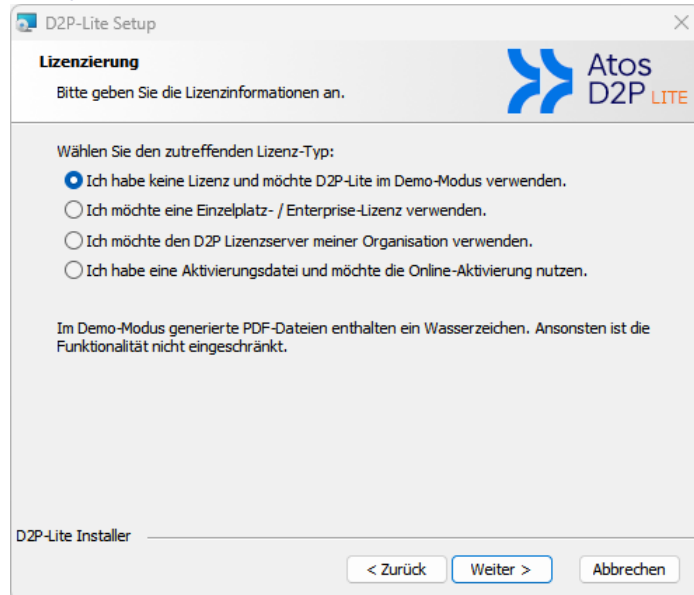 D2P-Lite Setup
Lizenzierung
Bitte geben Sie die Lizenzinformationen an.
Atos
D2P LITE
Wählen Sie den zutreffenden Lizenz-Typ:
Ich habe keine Lizenz und möchte D2P-Lite im Demo-Modus verwenden.
Ich möchte eine Einzelplatz- / Enterprise-Lizenz verwenden.
Ich möchte den D2P Lizenzserver meiner Organisation verwenden.
Ich habe eine Aktivierungsdatei und möchte die Online-Aktivierung nutzen.
Im Demo-Modus generierte PDF-Dateien enthalten ein Wasserzeichen. Ansonsten ist die
Funktionalität nicht eingeschränkt.
D2P-Lite Installer
< Zurück Weiter > Abbrechen